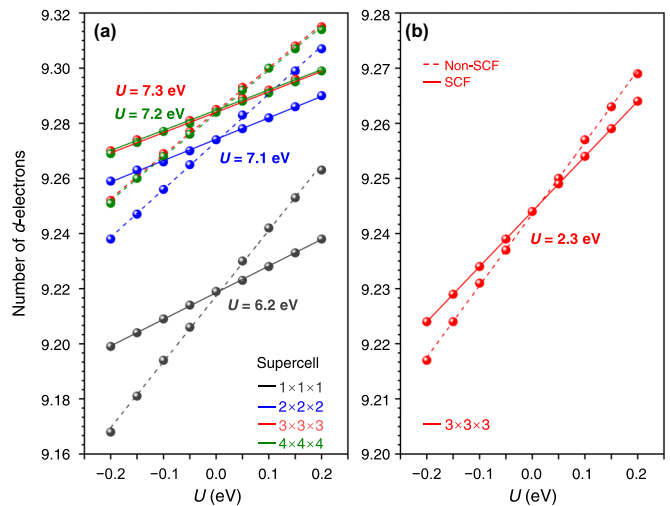 (a)
(b)
9.32
9.30
9.28
9.26
9.24
9.22
9.20
9.18
9.16
Number of d-electrons
U = 7.3 eV
U = 7.2 eV
U = 7.1 eV
U = 6.2 eV
Supercell
1×1×1
2×2×2
3×3×3
4×4×4
−0.2
−0.1
0.0
0.1
0.2
U (eV)
9.28
9.27
9.26
9.25
9.24
9.23
9.22
9.21
9.20
Non-SCF
SCF
U = 2.3 eV
3×3×3
−0.2
−0.1
0.0
0.1
0.2
U (eV)